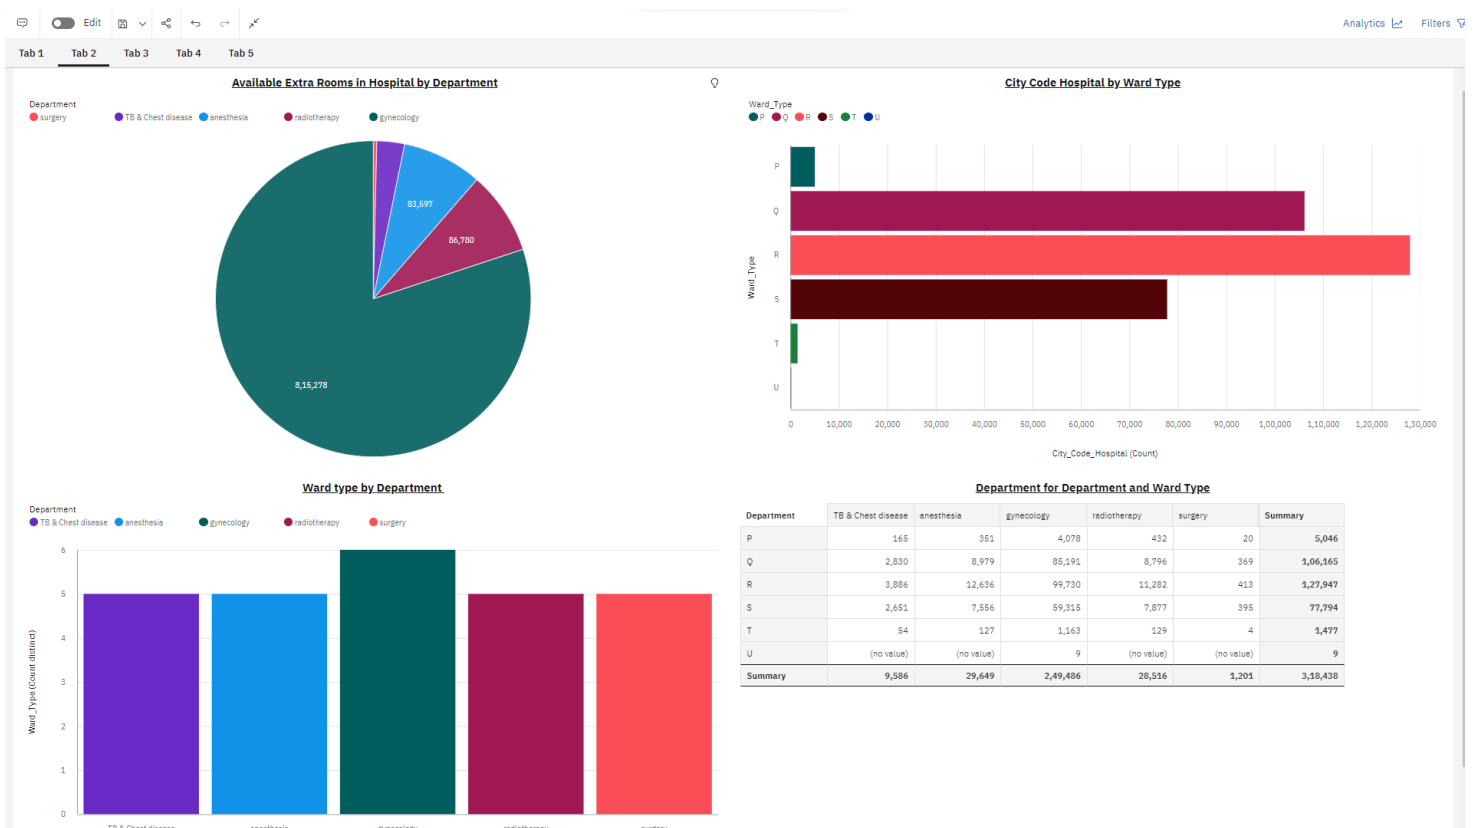 Edit
Analytics
Filters
Tab 1 Tab 2 Tab 3 Tab 4 Tab 5
Available Extra Rooms in Hospital by Department
Department
surgery TB & Chest disease anesthesia radiotherapy gynecology
83,597
86,780
8,15,278
City Code Hospital by Ward Type
Ward_Type
P Q R S T U
Ward_Type
P
Q
R
S
T
U
0 10,000 20,000 30,000 40,000 50,000 60,000 70,000 80,000 90,000 1,00,000 1,10,000 1,20,000 1,30,000
City_Code_Hospital (Count)
Ward type by Department
Department
TB & Chest disease anesthesia gynecology radiotherapy surgery
Ward_Type (Count distinct)
6
5
4
3
2
1
0
TB & Chest disease anesthesia gynecology radiotherapy surgery
Department for Department and Ward Type
Department TB & Chest disease anesthesia gynecology radiotherapy surgery Summary
P 165 351 4,078 432 20 5,046
Q 2,830 8,979 85,191 8,796 369 1,06,165
R 3,886 12,636 99,730 11,282 413 1,27,947
S 2,651 7,556 59,315 7,877 395 77,794
T 54 127 1,163 129 4 1,477
U (no value) (no value) 9 (no value) (no value) 9
Summary 9,586 29,649 2,49,486 28,516 1,201 3,18,438